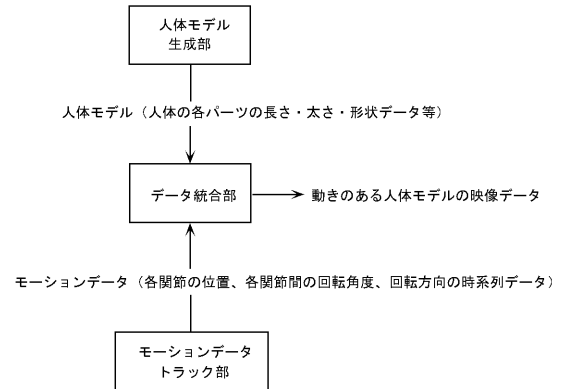 人体モデル
生成部
人体モデル（人体の各パーツの長さ・太さ・形状データ等）
データ統合部
動きのある人体モデルの映像データ
モーションデータ（各関節の位置、各関節間の回転角度、回転方向の時系列データ）
モーションデータ
トラック部